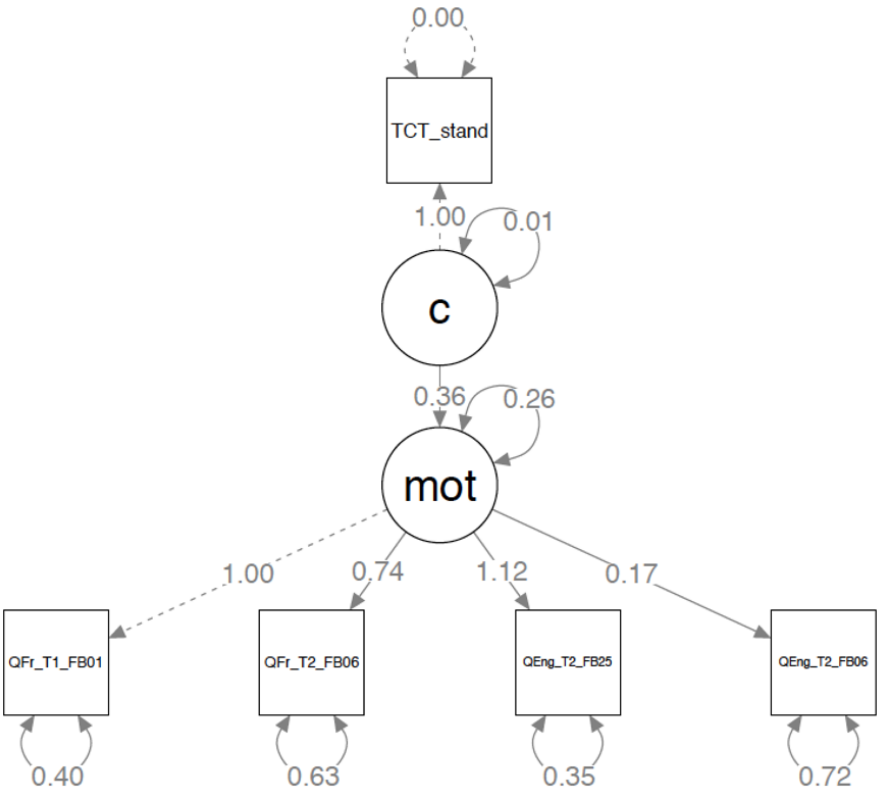 0.00
TCT_stand
1.00
0.01
c
0.36
0.26
mot
1.00
0.74
1.12
0.17
QFr_T1_FB01
QFr_T2_FB06
QEng_T2_FB25
QEng_T2_FB06
0.40
0.63
0.35
0.72